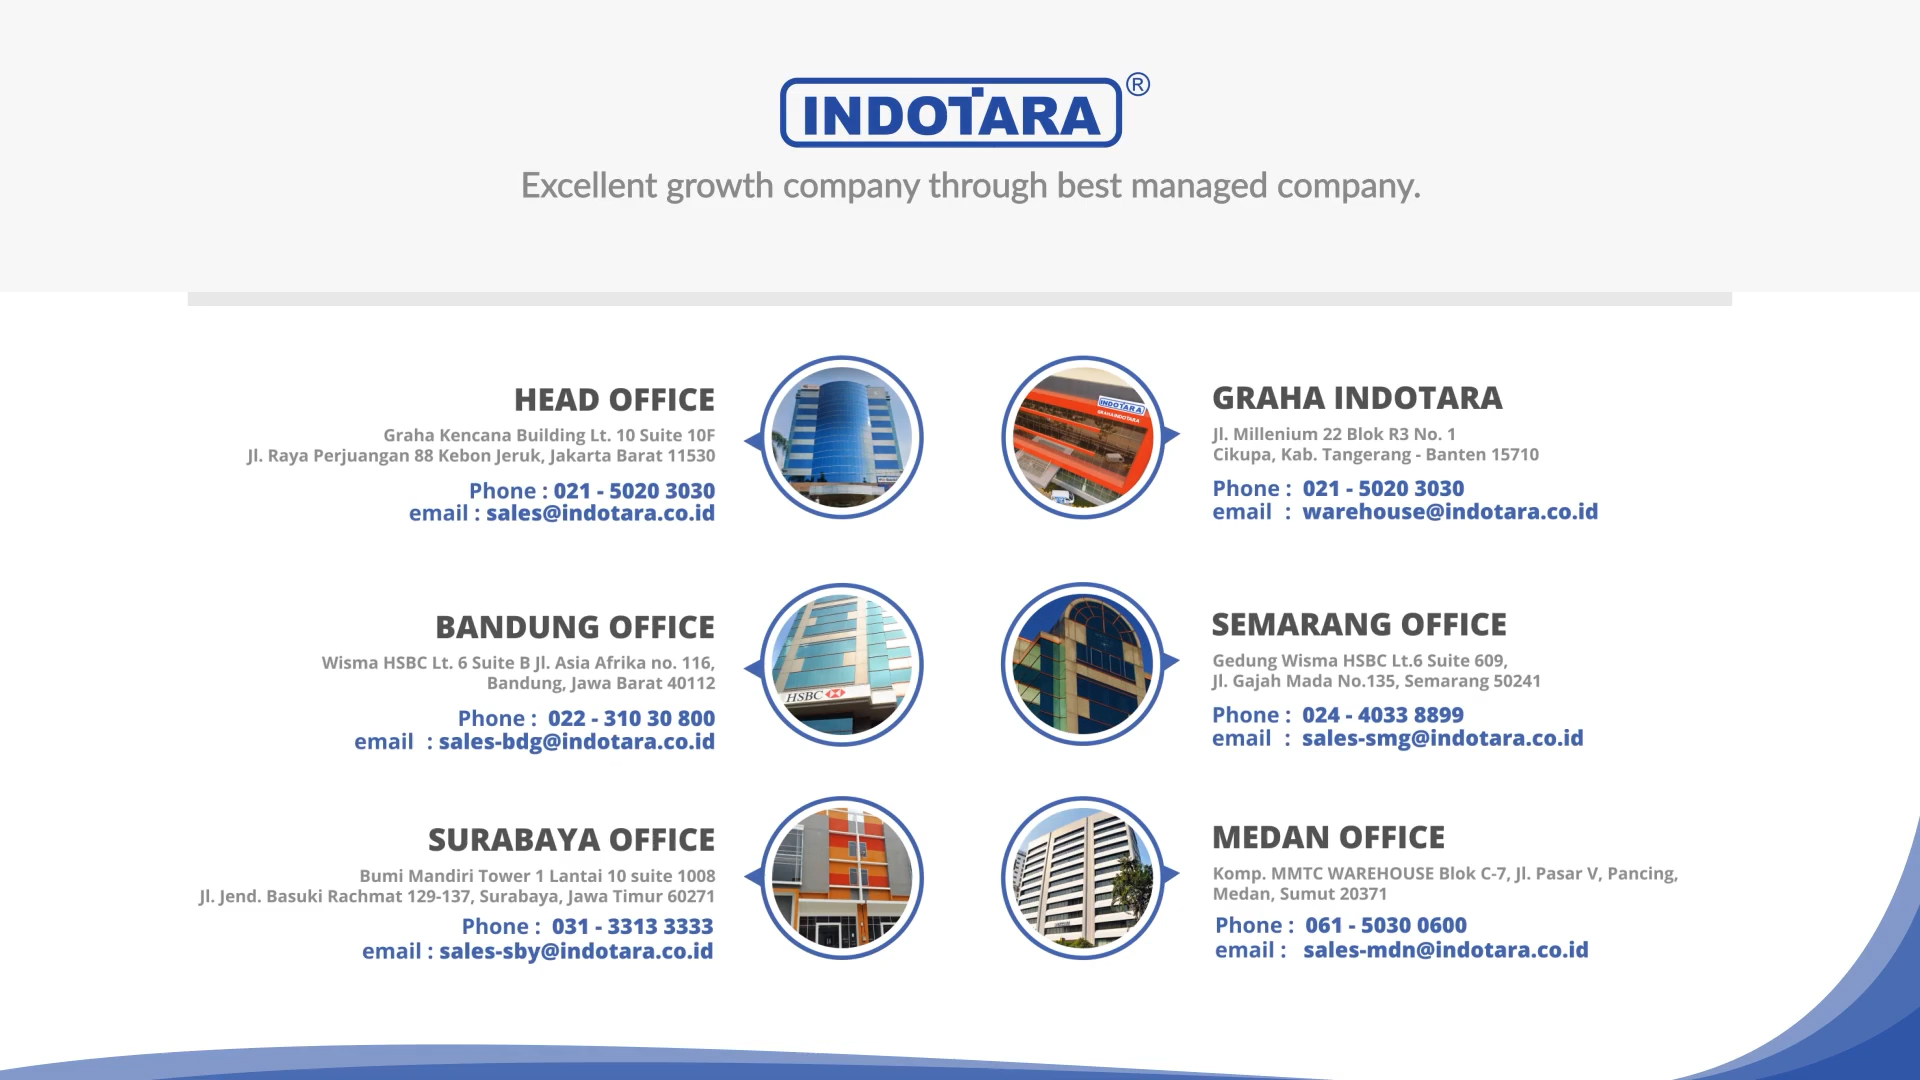 INDOTARA®
Excellent growth company through best managed company.
HEAD OFFICE
Graha Kencana Building Lt. 10 Suite 10F
Jl. Raya Perjuangan 88 Kebon Jeruk, Jakarta Barat 11530
Phone : 021 - 5020 3030
email : sales@indotara.co.id
INDOTARA
GRAHA INDOTARA
GRAHA INDOTARA
Jl. Millenium 22 Blok R3 No. 1
Cikupa, Kab. Tangerang - Banten 15710
Phone : 021 - 5020 3030
email : warehouse@indotara.co.id
BANDUNG OFFICE
Wisma HSBC Lt. 6 Suite B Jl. Asia Afrika no. 116,
Bandung, Jawa Barat 40112
Phone : 022 - 310 30 800
email : sales-bdg@indotara.co.id
HSBC
SEMARANG OFFICE
Gedung Wisma HSBC Lt.6 Suite 609,
Jl. Gajah Mada No.135, Semarang 50241
Phone : 024 - 4033 8899
email : sales-smg@indotara.co.id
SURABAYA OFFICE
Bumi Mandiri Tower 1 Lantai 10 suite 1008
Jl. Jend. Basuki Rachmat 129-137, Surabaya, Jawa Timur 60271
Phone : 031 - 3313 3333
email : sales-sby@indotara.co.id
MEDAN OFFICE
Komp. MMTC WAREHOUSE Blok C-7, Jl. Pasar V, Pancing,
Medan, Sumut 20371
Phone : 061 - 5030 0600
email : sales-mdn@indotara.co.id